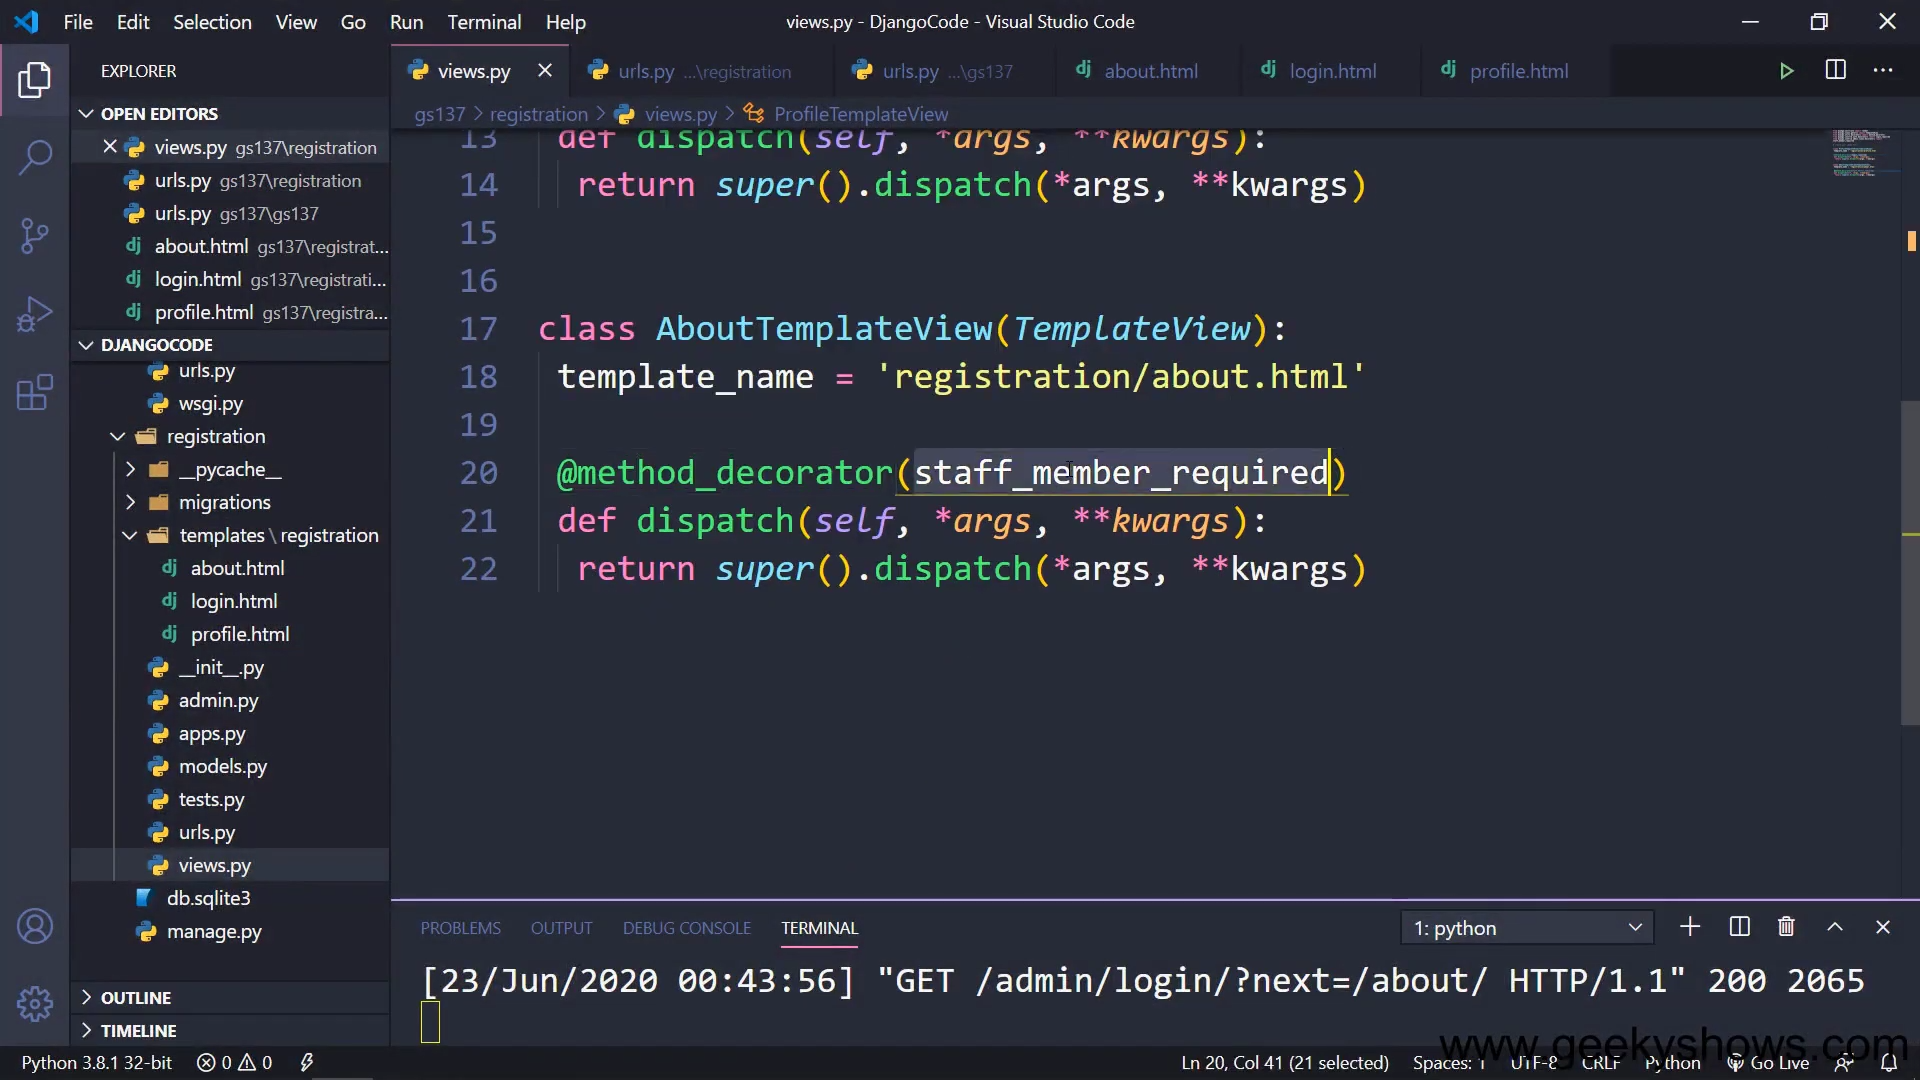 File Edit Selection View Go Run Terminal Help
views.py - DjangoCode - Visual Studio Code
EXPLORER
views.py
urls.py ...\registration
urls.py ...\gs137
about.html
login.html
profile.html
OPEN EDITORS
gs137 > registration > views.py > ProfileTemplateView
views.py gs137\registration
urls.py gs137\registration
urls.py gs137\gs137
about.html gs137\registrat...
login.html gs137\registrati...
profile.html gs137\registra...
DJANGOCODE
urls.py
wsgi.py
registration
__pycache__
migrations
templates \ registration
about.html
login.html
profile.html
__init__.py
admin.py
apps.py
models.py
tests.py
urls.py
views.py
db.sqlite3
manage.py
OUTLINE
TIMELINE
13 def dispatch(self, *args, **kwargs):
14 return super().dispatch(*args, **kwargs)
15
16
17 class AboutTemplateView(TemplateView):
18 template_name = 'registration/about.html'
19
20 @method_decorator(staff_member_required)
21 def dispatch(self, *args, **kwargs):
22 return super().dispatch(*args, **kwargs)
PROBLEMS OUTPUT DEBUG CONSOLE TERMINAL
1: python
[23/Jun/2020 00:43:56] "GET /admin/login/?next=/about/ HTTP/1.1" 200 2065
www.geekyshows.com
Python 3.8.1 32-bit 0 0 Ln 20, Col 41 (21 selected) Spaces: 1 UTF-8 CRLF Python Go Live